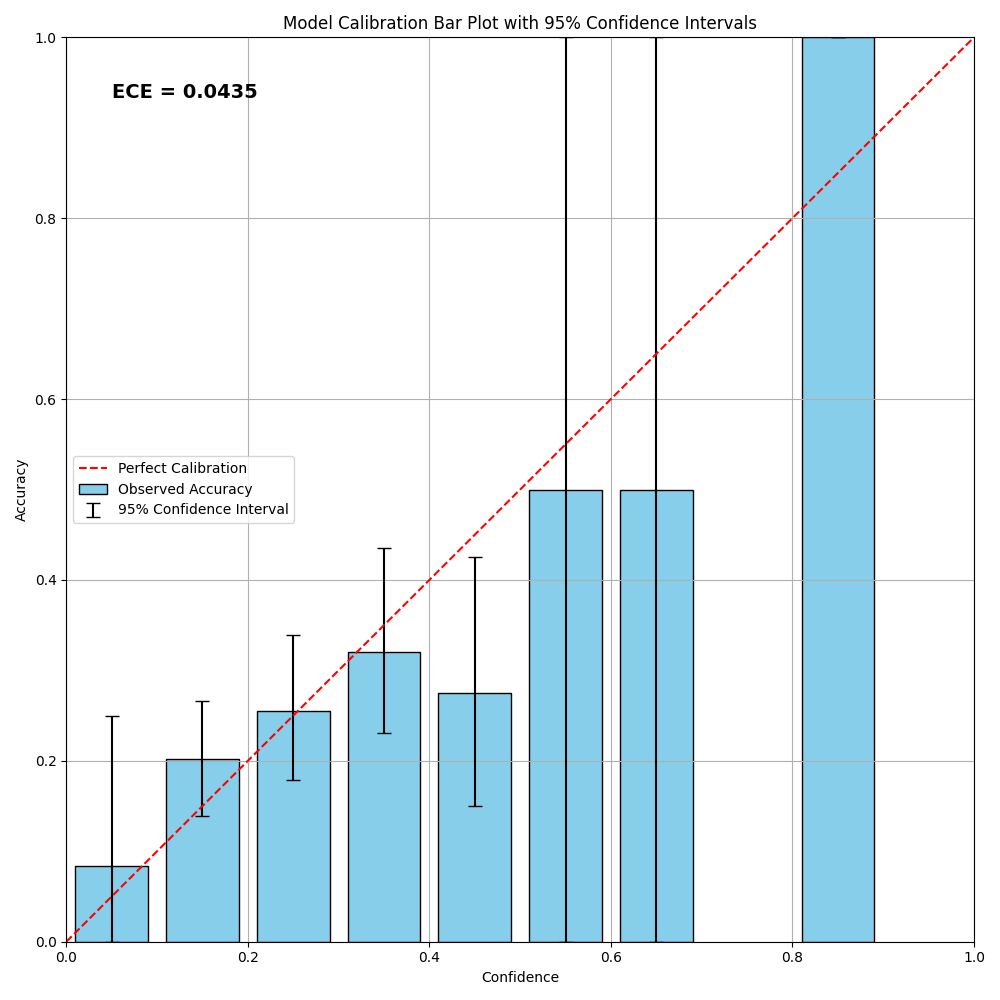 Model Calibration Bar Plot with 95% Confidence Intervals
ECE = 0.0435
1.0
0.8
0.6
0.4
0.2
0.0
Accuracy
Perfect Calibration
Observed Accuracy
95% Confidence Interval
0.0 0.2 0.4 0.6 0.8 1.0
Confidence